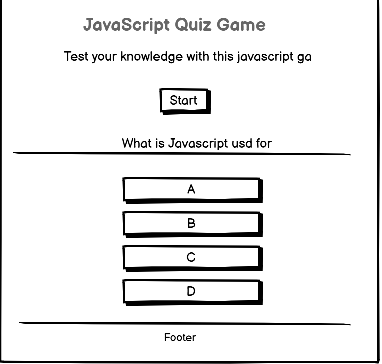 JavaScript Quiz Game
Test your knowledge with this javascript ga
Start
What is Javascript usd for
A
B
C
D
Footer